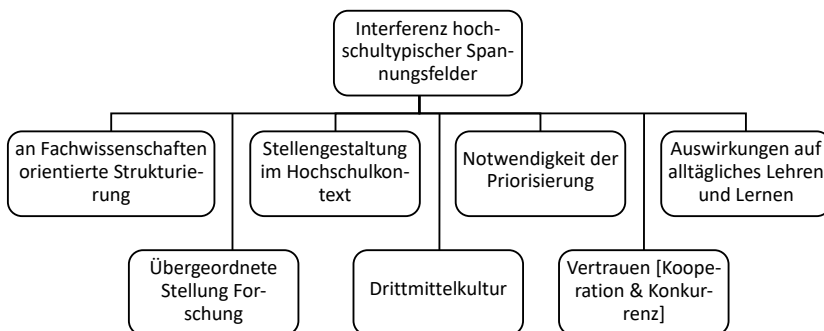 Interferenz hoch-
schultypischer Span-
nungsfelder
an Fachwissenschaften
orientierte Strukturie-
rung
Stellengestaltung
im Hochschulkon-
text
Notwendigkeit der
Priorisierung
Auswirkungen auf
alltägliches Lehren
und Lernen
Übergeordnete
Stellung For-
schung
Drittmittelkultur
Vertrauen [Koope-
ration & Konkur-
renz]